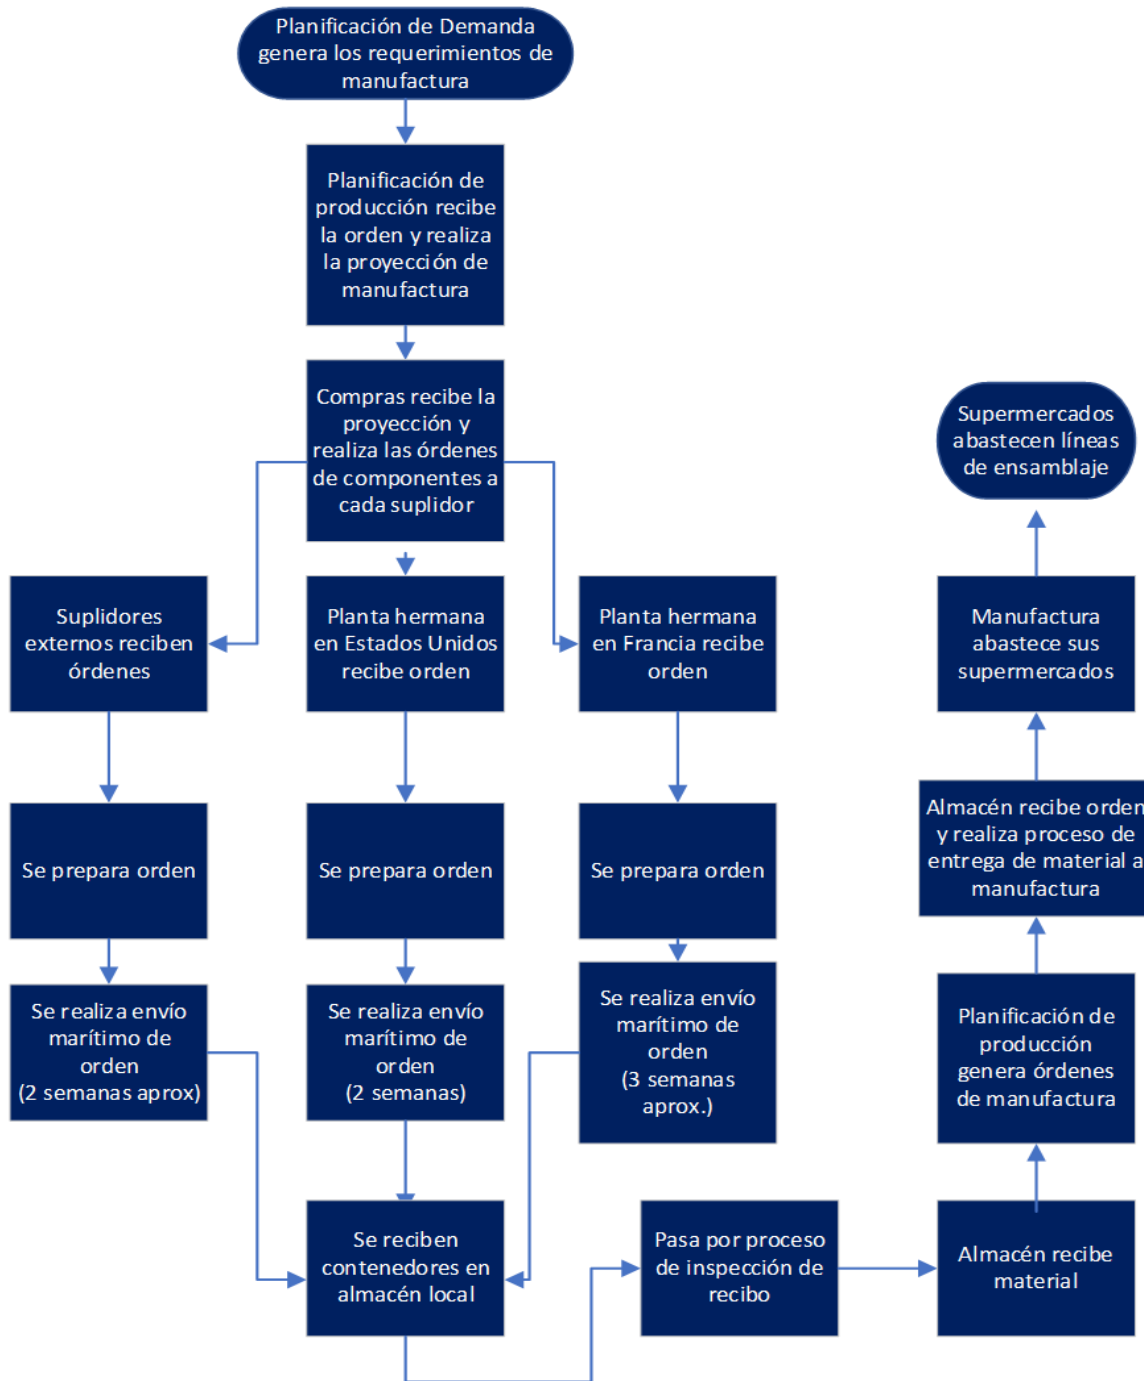 Planificación de Demanda
genera los requerimientos de
manufactura
Planificación de
producción recibe
la orden y realiza
la proyección de
manufactura
Compras recibe la
proyección y
realiza las órdenes
de componentes a
cada suplidor
Suplidores
externos reciben
órdenes
Planta hermana
en Estados Unidos
recibe orden
Planta hermana
en Francia recibe
orden
Se prepara orden
Se prepara orden
Se prepara orden
Se realiza envío
marítimo de
orden
(2 semanas aprox)
Se realiza envío
marítimo de
orden
(2 semanas)
Se realiza envío
marítimo de
orden
(3 semanas
aprox.)
Se reciben
contenedores en
almacén local
Pasa por proceso
de inspección de
recibo
Almacén recibe
material
Planificación de
producción
genera órdenes
de manufactura
Almacén recibe orden
y realiza proceso de
entrega de material a
manufactura
Manufactura
abastece sus
supermercados
Supermercados
abastecen líneas
de ensamblaje